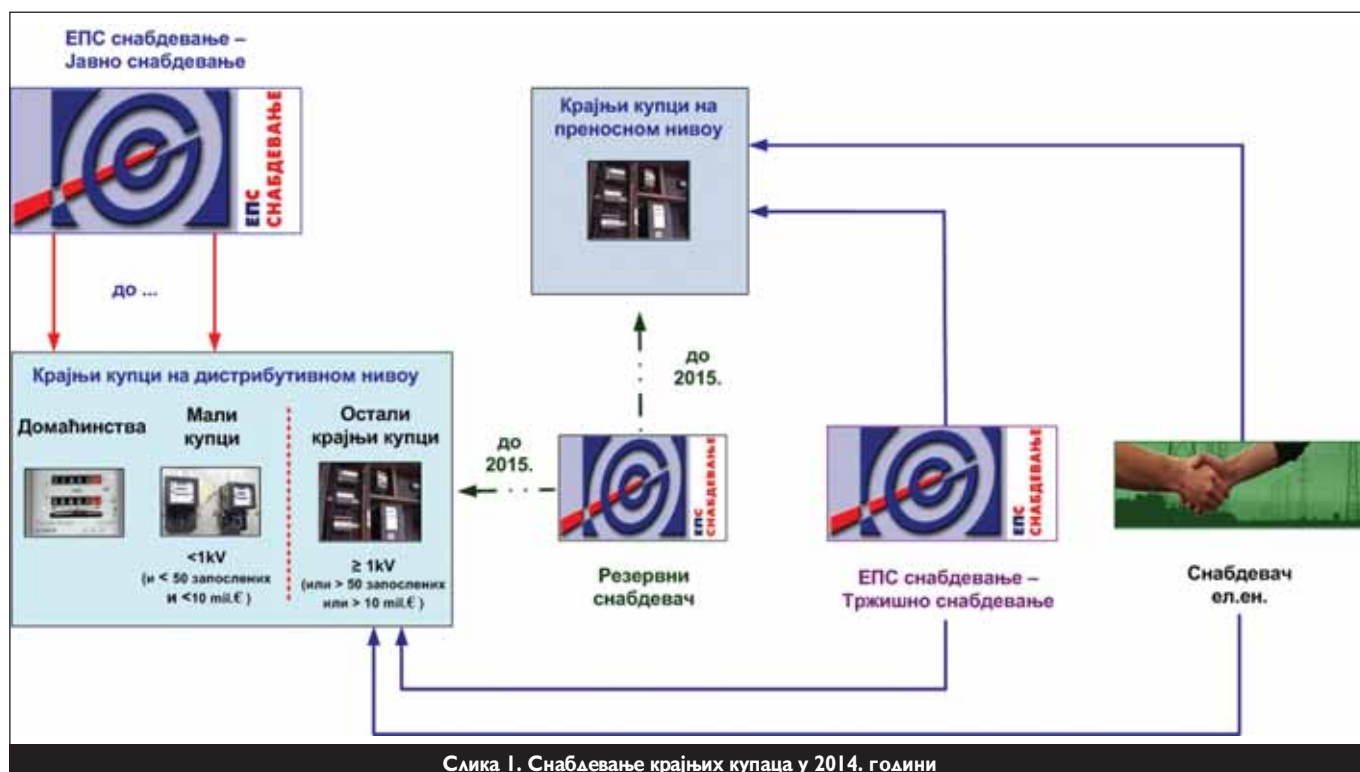 ЕПС снабдевање –
Јавно снабдевање
ЕПС
СНАБДЕВАЊЕ
до ...
Крајњи купци на
преносном нивоу
Крајњи купци на дистрибутивном нивоу
Домаћинства
Мали
купци
<1kV
(и < 50 запослених
и <10 mil.€ )
Остали
крајњи купци
≥ 1kV
(или > 50 запослених
или > 10 mil.€ )
до
2015.
до
2015.
ЕПС
СНАБДЕВАЊЕ
Резервни
снабдевач
ЕПС
СНАБДЕВАЊЕ
ЕПС снабдевање –
Тржишно снабдевање
Снабдевач
ел.ен.
Слика 1. Снабдевање крајњих купаца у 2014. години